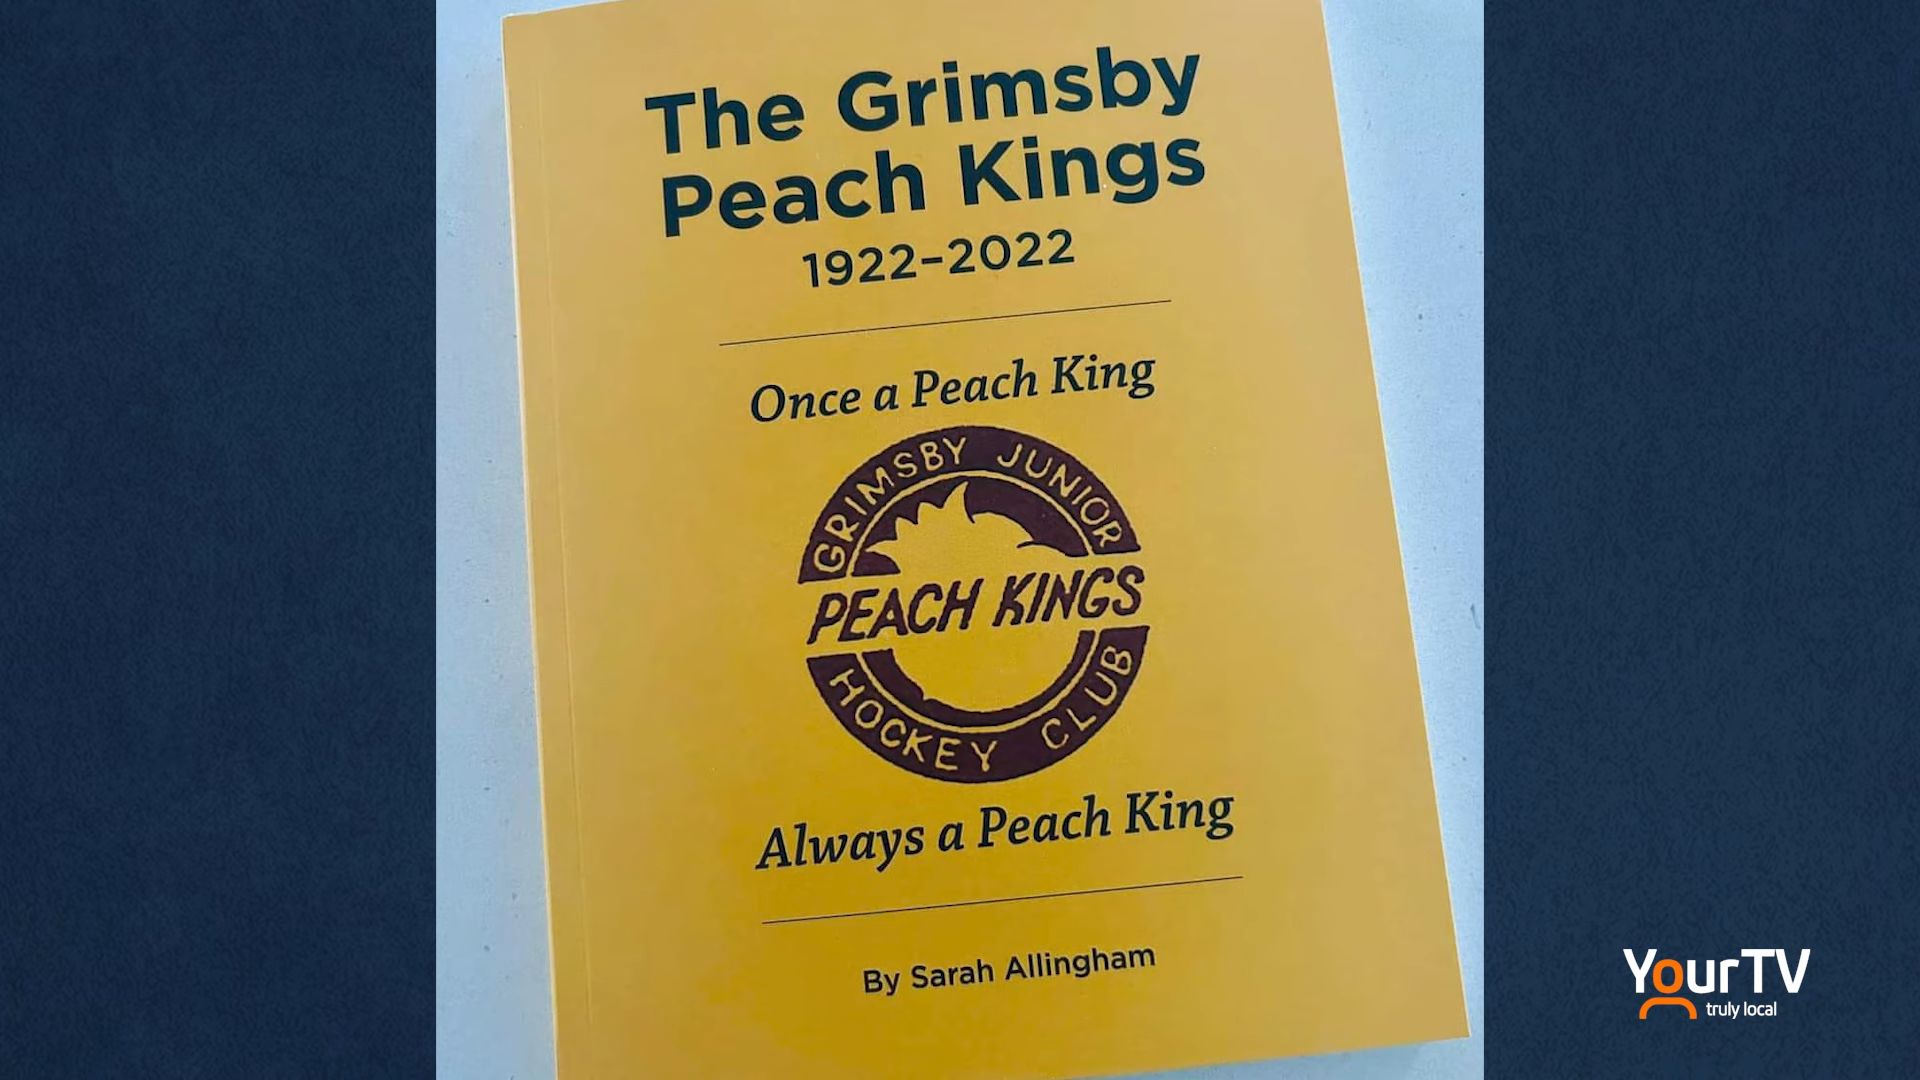 The Grimsby
Peach Kings
1922–2022
Once a Peach King
GRIMSBY JUNIOR
PEACH KINGS
HOCKEY CLUB
Always a Peach King
By Sarah Allingham
YourTV
truly local